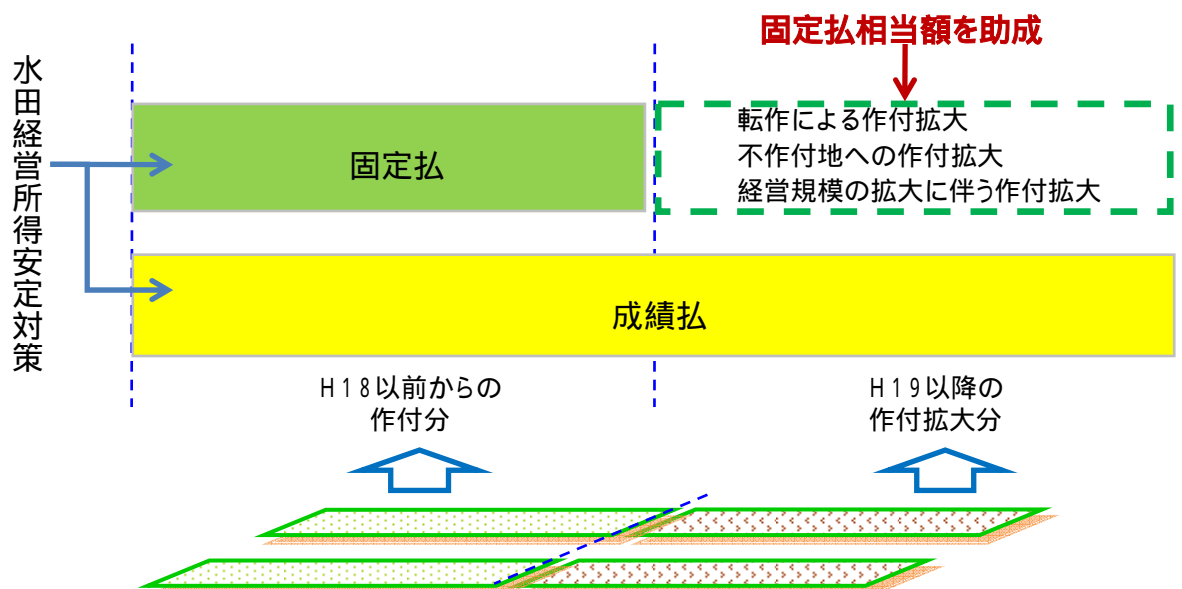 固定払相当額を助成
水田経営所得安定対策
固定払
転作による作付拡大
不作付地への作付拡大
経営規模の拡大に伴う作付拡大
成績払
H18以前からの
作付分
H19以降の
作付拡大分